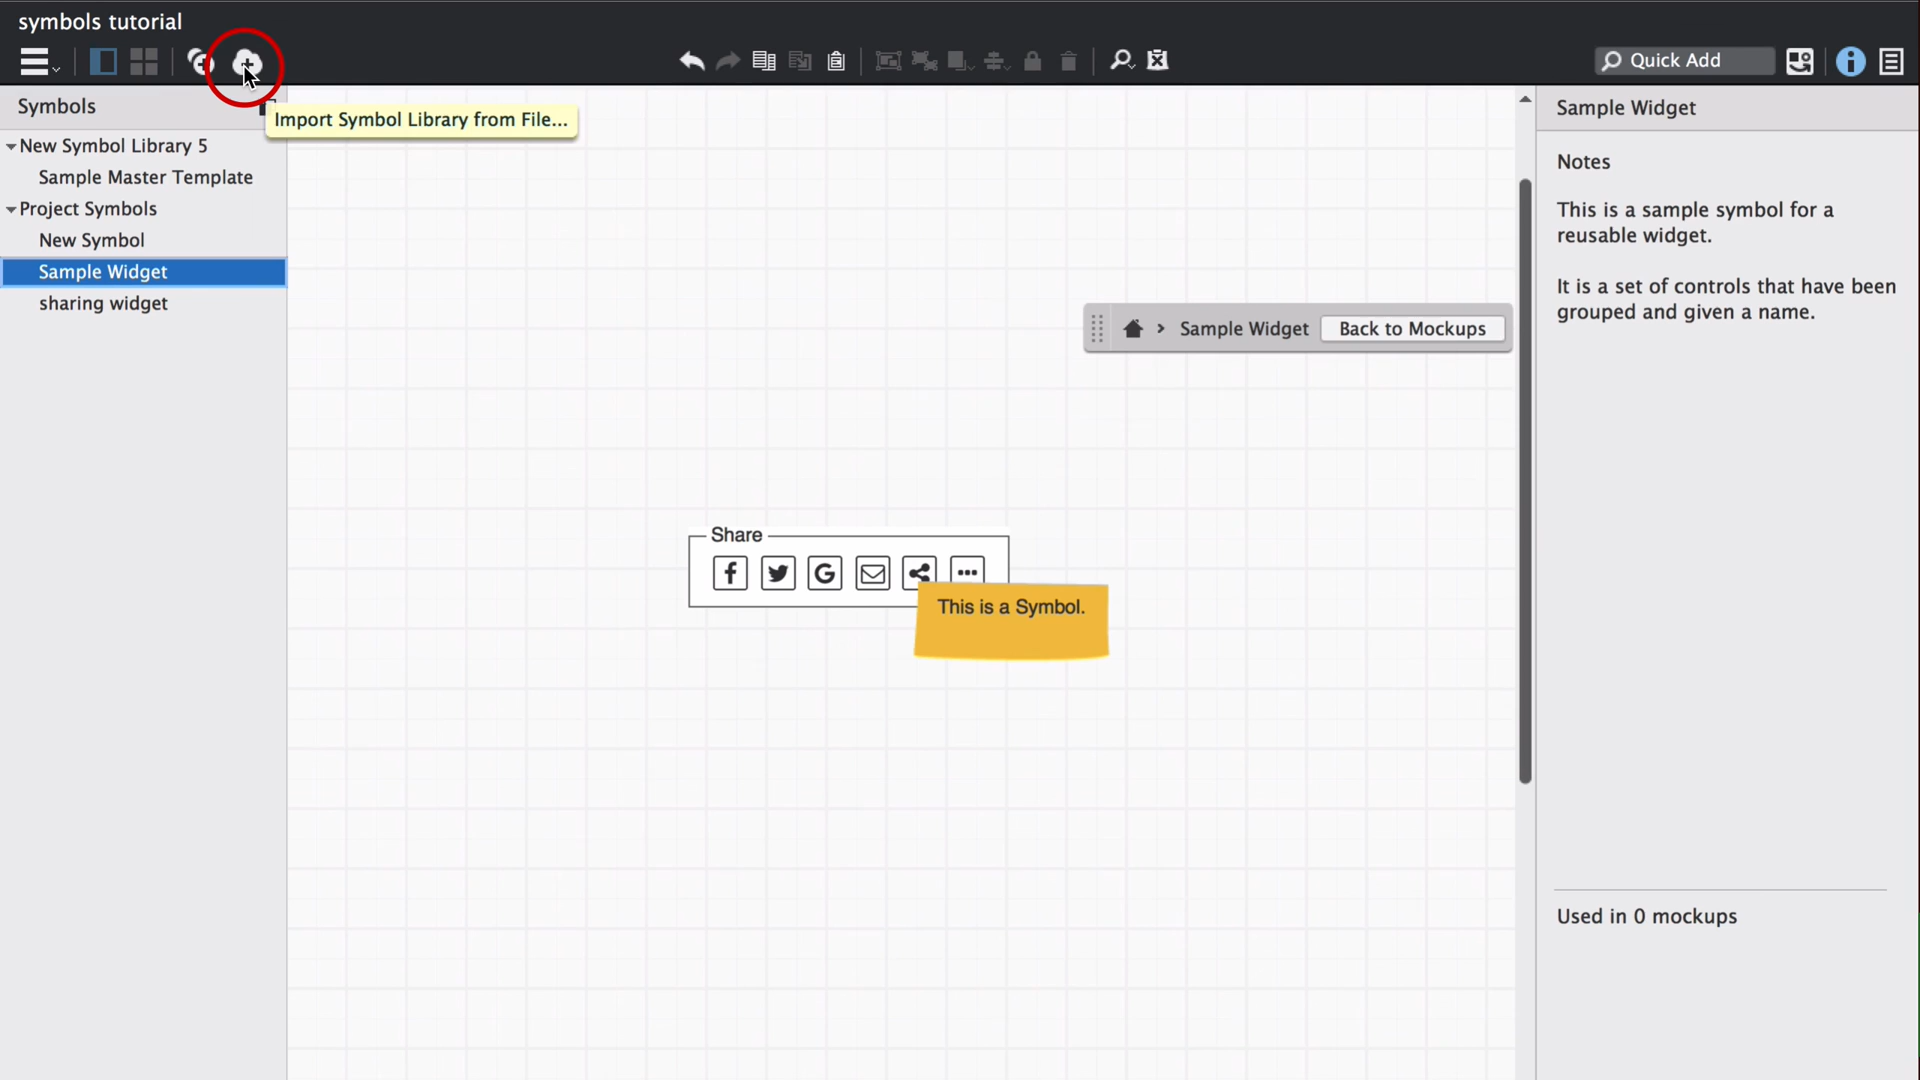 symbols tutorial
Quick Add
Symbols
Import Symbol Library from File...
New Symbol Library 5
Sample Master Template
Project Symbols
New Symbol
Sample Widget
sharing widget
Sample Widget
Back to Mockups
Share
This is a Symbol.
Sample Widget
Notes
This is a sample symbol for a
reusable widget.
It is a set of controls that have been
grouped and given a name.
Used in 0 mockups